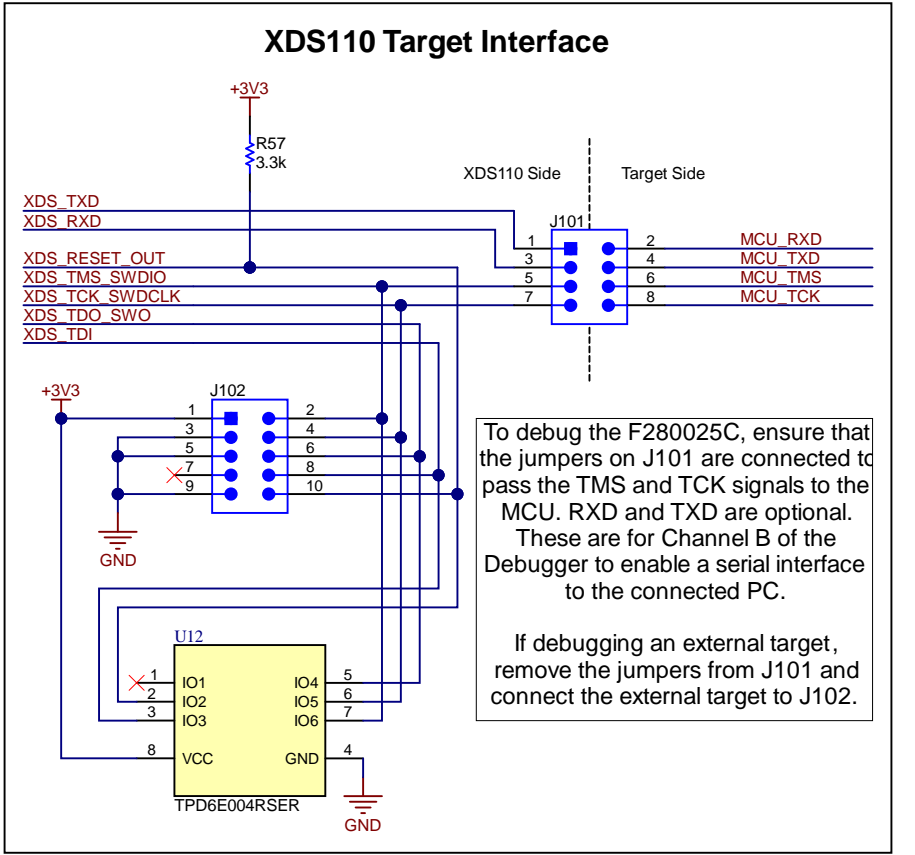 XDS110 Target Interface
+3V3
R57
3.3k
XDS110 Side
Target Side
XDS_TXD
XDS_RXD
J101
1
2
MCU_RXD
3
4
MCU_TXD
XDS_RESET_OUT
XDS_TMS_SWDIO
5
6
MCU_TMS
XDS_TCK_SWDCLK
7
8
MCU_TCK
XDS_TDO_SWO
XDS_TDI
+3V3
J102
1
2
3
4
5
6
7
8
9
10
GND
To debug the F280025C, ensure that
the jumpers on J101 are connected to
pass the TMS and TCK signals to the
MCU. RXD and TXD are optional.
These are for Channel B of the
Debugger to enable a serial interface
to the connected PC.
If debugging an external target,
remove the jumpers from J101 and
connect the external target to J102.
U12
1
IO1
IO4
5
2
IO2
IO5
6
3
IO3
IO6
7
8
VCC
GND
4
TPD6E004RSER
GND